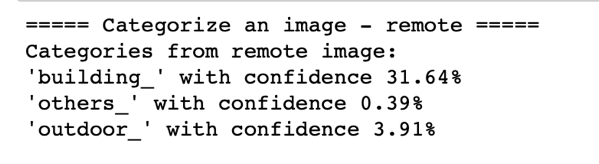 ===== Categorize an image - remote =====
Categories from remote image:
'building_' with confidence 31.64%
'others_' with confidence 0.39%
'outdoor_' with confidence 3.91%